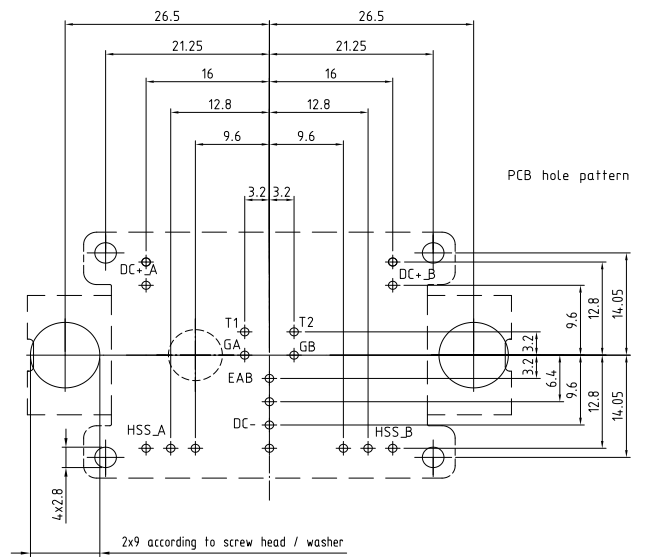 26.5 26.5
21.25 21.25
16 16
12.8 12.8
9.6 9.6
3.2 3.2
PCB hole pattern
DC+_A DC+_B
T1 T2
GA GB
EAB
DC-
HSS_A HSS_B
9.6
12.8
14.05
3.2
3.2
6.4
9.6
12.8
14.05
4x2.8
2x9 according to screw head / washer